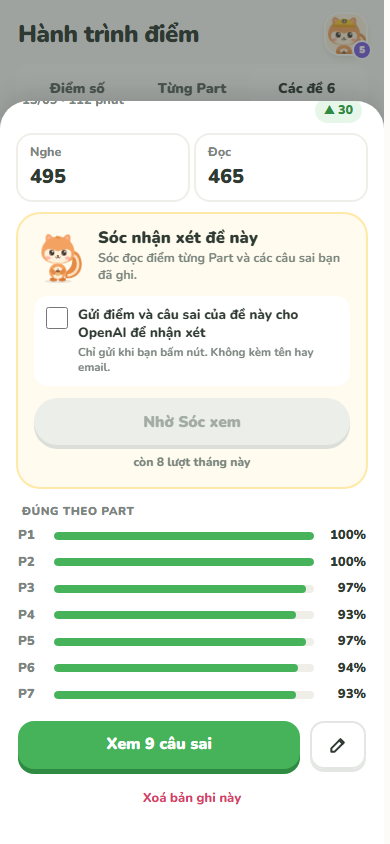 Hành trình điểm
5
Điểm số
Từng Part
Các đề 6
▲ 30
Nghe
495
Đọc
465
Sóc nhận xét đề này
Sóc đọc điểm từng Part và các câu sai bạn
đã ghi.
Gửi điểm và câu sai của đề này cho
OpenAI để nhận xét
Chỉ gửi khi bạn bấm nút. Không kèm tên hay
email.
Nhờ Sóc xem
còn 8 lượt tháng này
ĐÚNG THEO PART
P1 100%
P2 100%
P3 97%
P4 93%
P5 97%
P6 94%
P7 93%
Xem 9 câu sai
Xoá bản ghi này